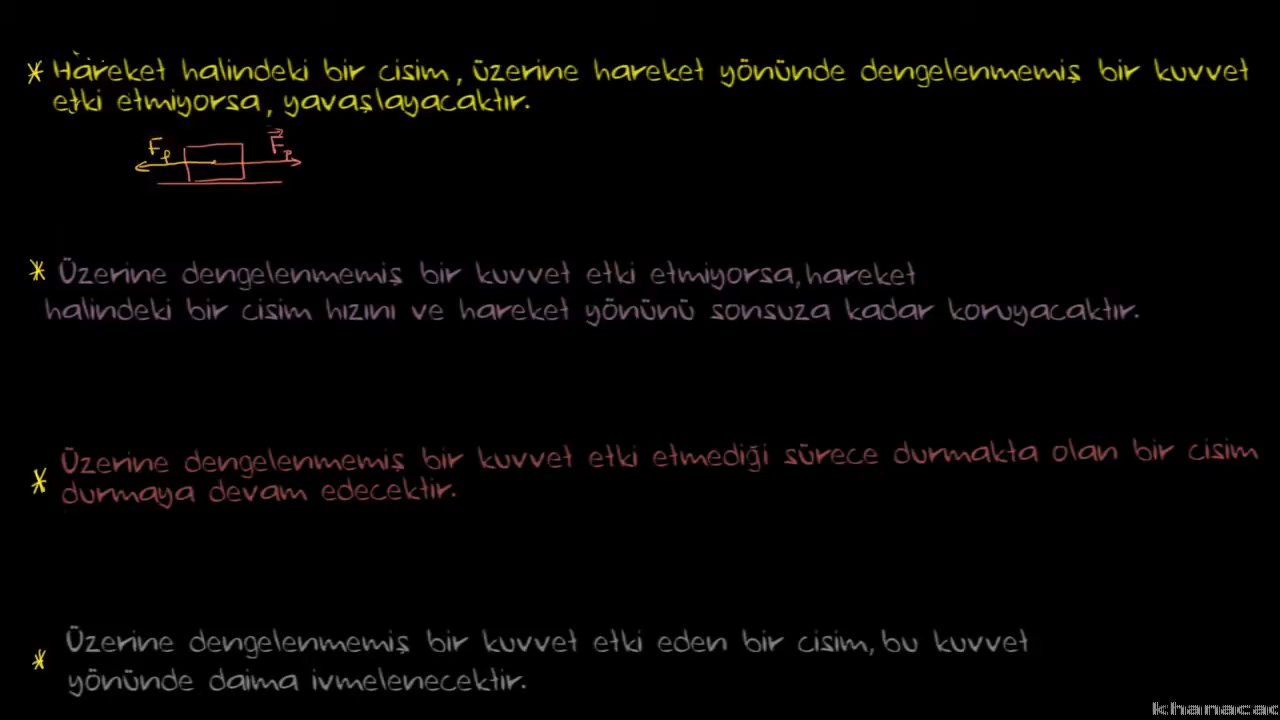 * Hareket halindeki bir cisim, üzerine hareket yönünde dengelenmemiş bir kuvvet
etki etmiyorsa, yavaşlayacaktır.
Fₚ Fₚ
* Üzerine dengelenmemiş bir kuvvet etki etmiyorsa, hareket
halindeki bir cisim hızını ve hareket yönünü sonsuza kadar koruyacaktır.
* Üzerine dengelenmemiş bir kuvvet etki etmediği sürece durmakta olan bir cisim
durmaya devam edecektir.
* Üzerine dengelenmemiş bir kuvvet etki eden bir cisim, bu kuvvet
yönünde daima ivmelenecektir.
khanacac